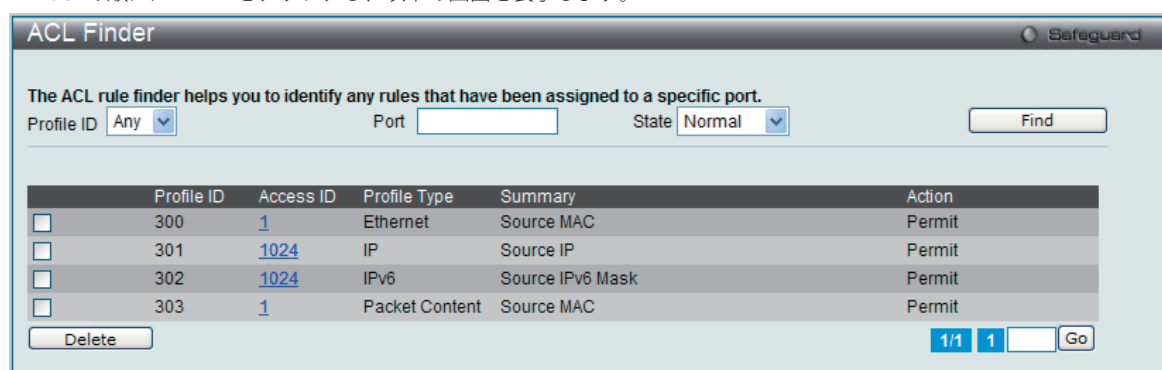 ACL Finder Safeguard
The ACL rule finder helps you to identify any rules that have been assigned to a specific port.
Profile ID Any Port State Normal Find
Profile ID Access ID Profile Type Summary Action
300 1 Ethernet Source MAC Permit
301 1024 IP Source IP Permit
302 1024 IPv6 Source IPv6 Mask Permit
303 1 Packet Content Source MAC Permit
Delete 1/1 1 Go